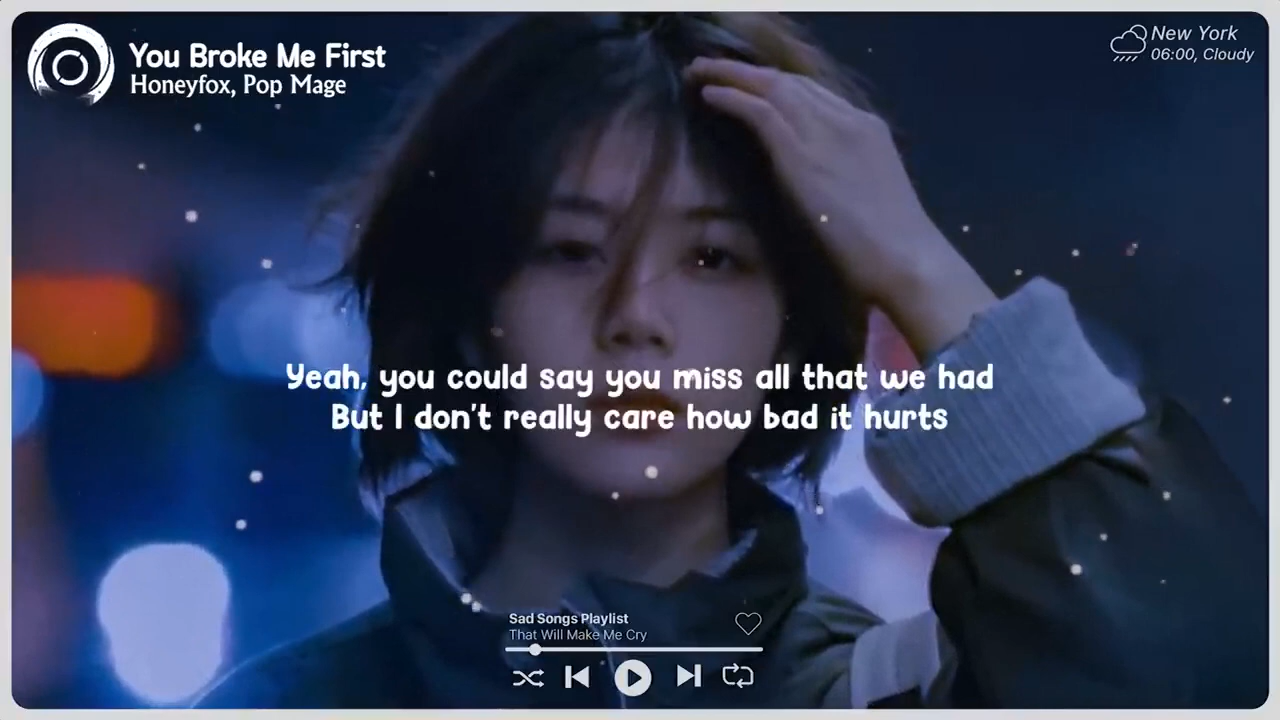 You Broke Me First
Honeyfox, Pop Mage
New York
06:00, Cloudy
Yeah, you could say you miss all that we had
But I don't really care how bad it hurts
Sad Songs Playlist
That Will Make Me Cry